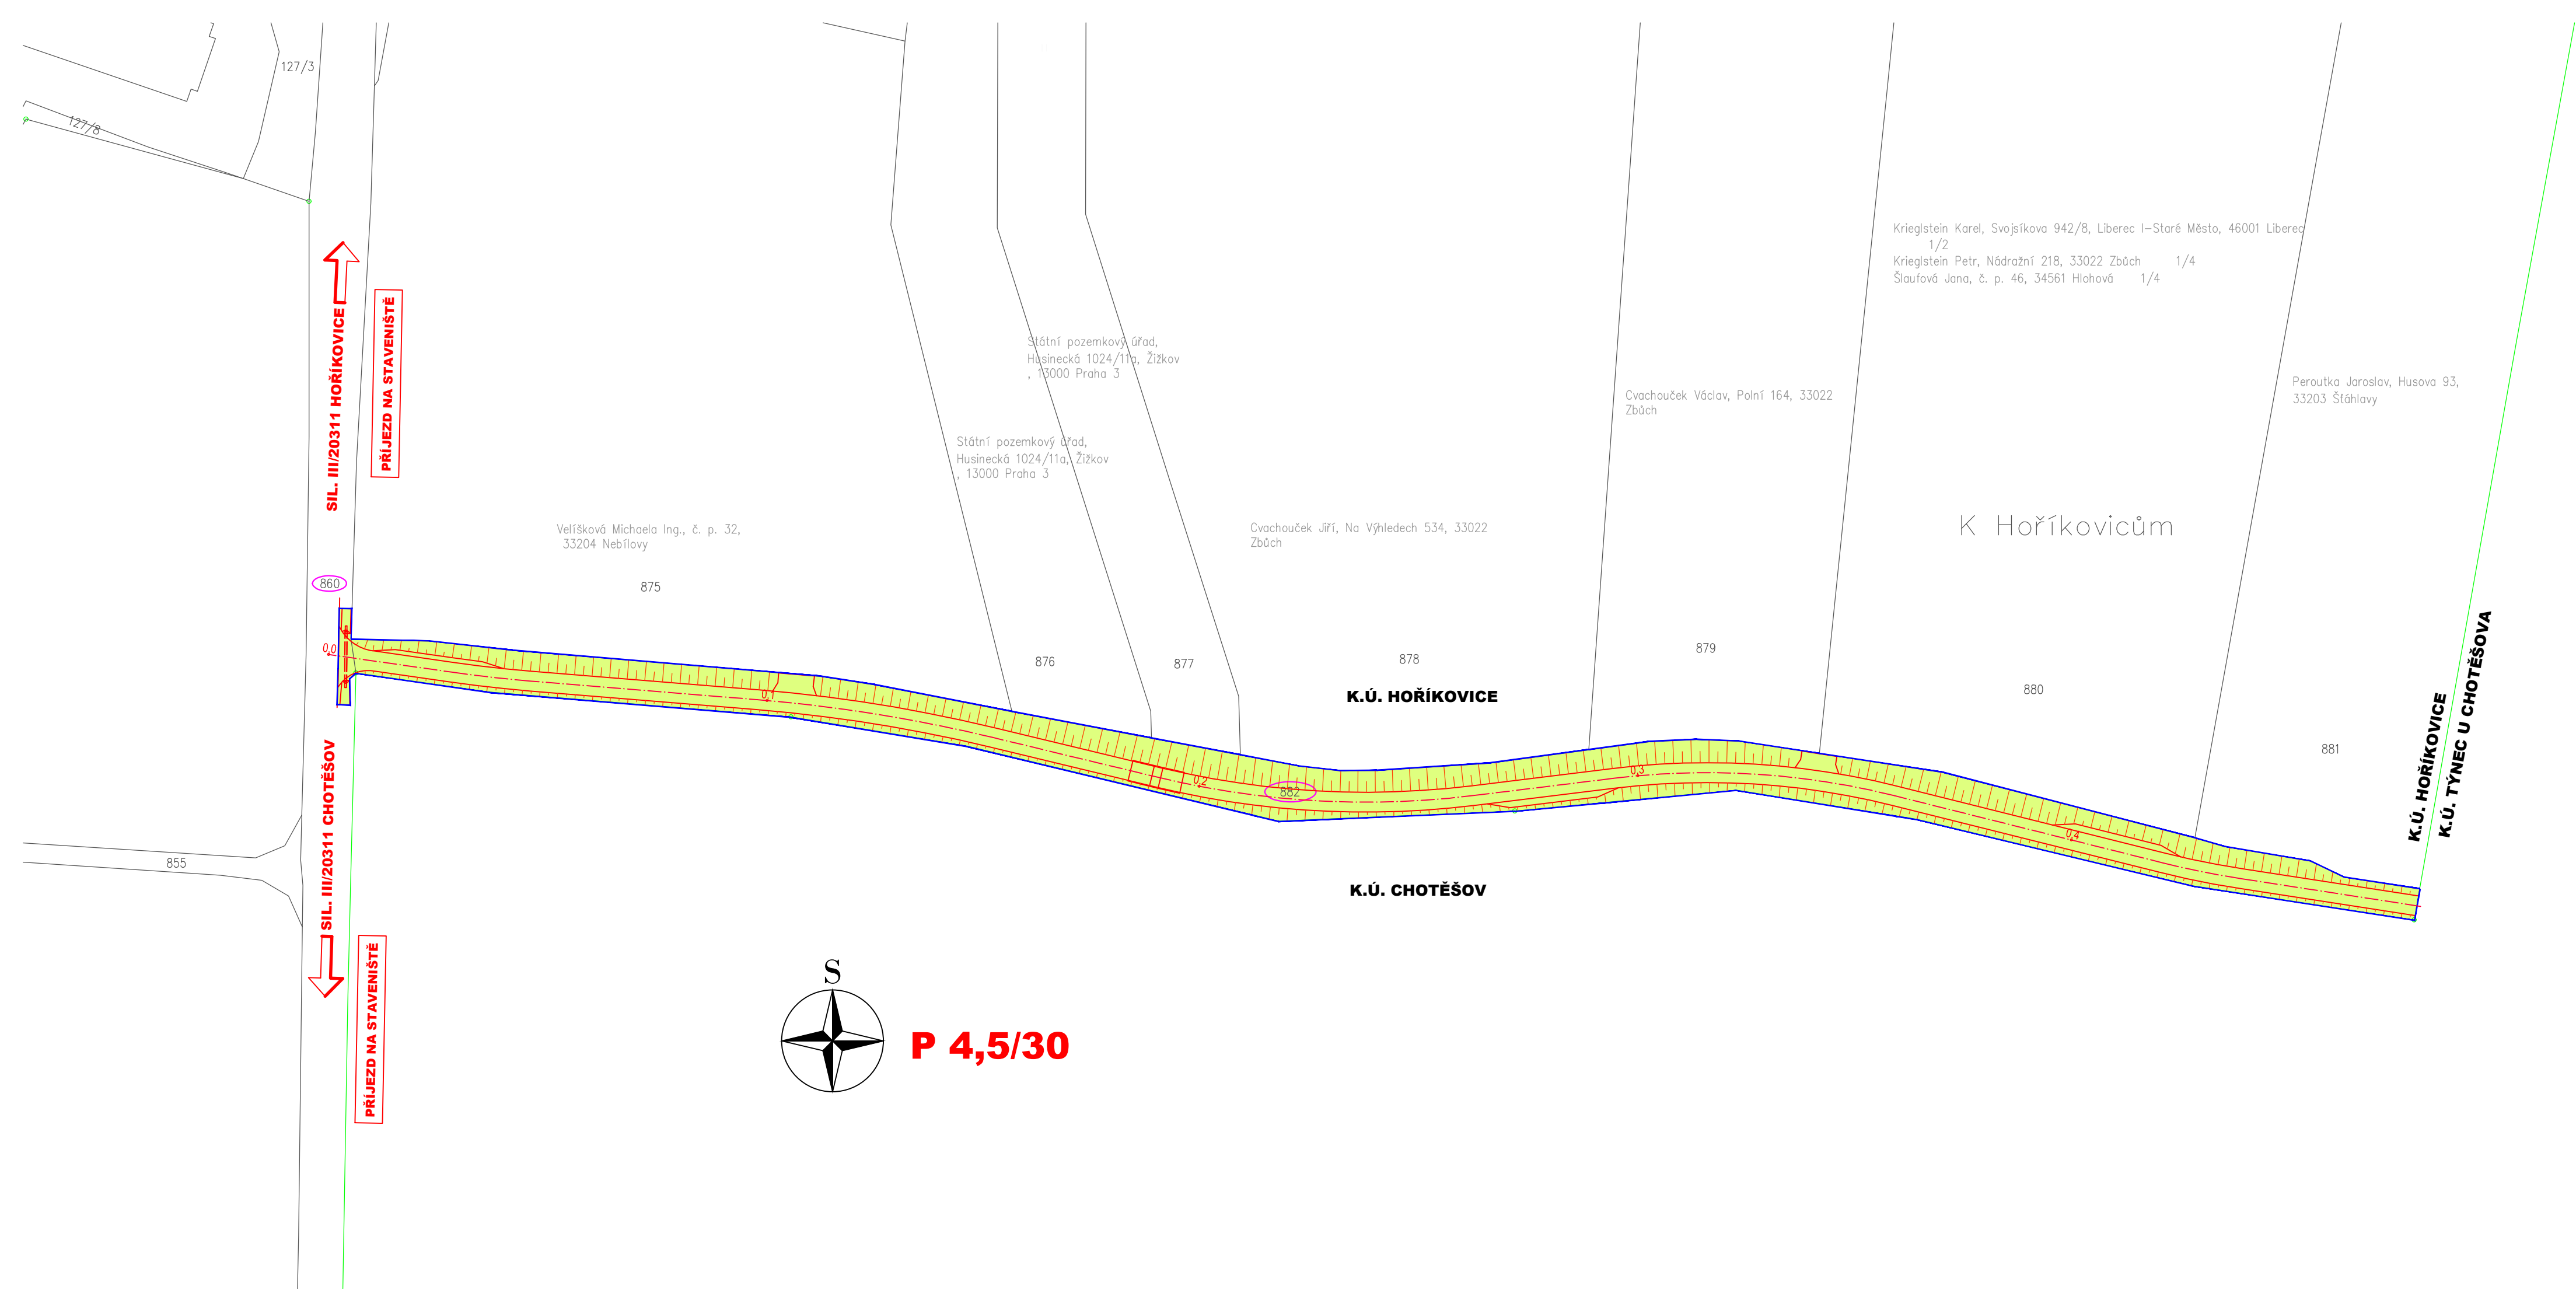 127/3
127/8
Krieglstein Karel, Svojsíkova 942/8, Liberec I-Staré Město, 46001 Liberec
1/2
Krieglstein Petr, Nádražní 218, 33022 Zbůch 1/4
Šlaufová Jana, č. p. 46, 34561 Hlohová 1/4
SIL. III/20311 HOŘÍKOVICE
PŘÍJEZD NA STAVENIŠTĚ
Státní pozemkový úřad,
Husinecká 1024/11a, Žižkov
, 13000 Praha 3
Peroutka Jaroslav, Husova 93,
33203 Štáhlavy
Cvachouček Václav, Polní 164, 33022
Zbůch
Státní pozemkový úřad,
Husinecká 1024/11a, Žižkov
, 13000 Praha 3
Velíšková Michaela Ing., č. p. 32,
33204 Nebílovy
Cvachouček Jiří, Na Výhledech 534, 33022
Zbůch
K Hoříkovicům
860
875
0,0
876
877
878
879
880
881
K.Ú. HOŘÍKOVICE
0,1
0,2
882
0,3
0,4
K.Ú. HOŘÍKOVICE
K.Ú. TÝNEC U CHOTĚŠOVA
855
SIL. III/20311 CHOTĚŠOV
PŘÍJEZD NA STAVENIŠTĚ
K.Ú. CHOTĚŠOV
S
P 4,5/30